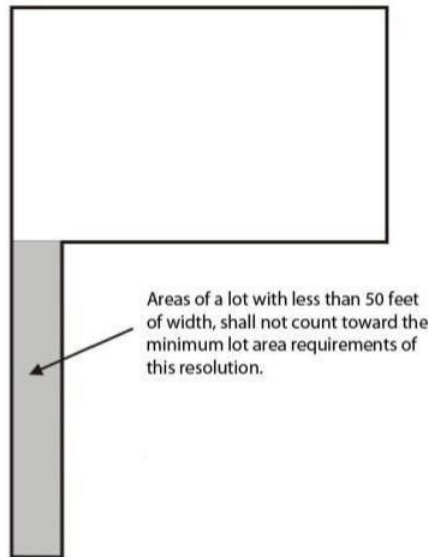 Areas of a lot with less than 50 feet
of width, shall not count toward the
minimum lot area requirements of
this resolution.